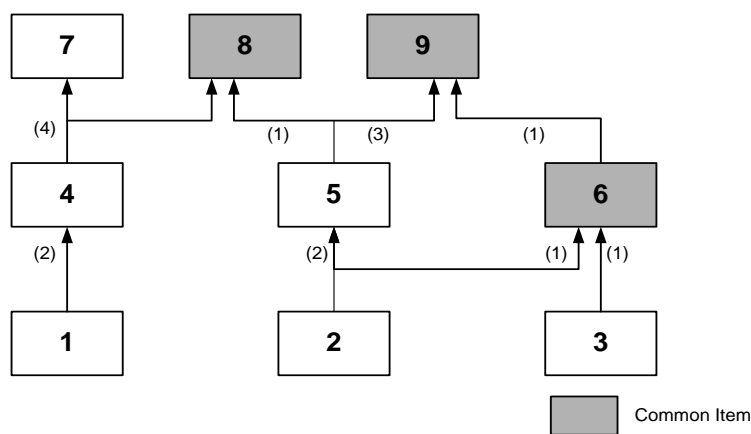 7 8 9
(4) (1) (3) (1)
4 5 6
(2) (2) (1) (1)
1 2 3
Common Item